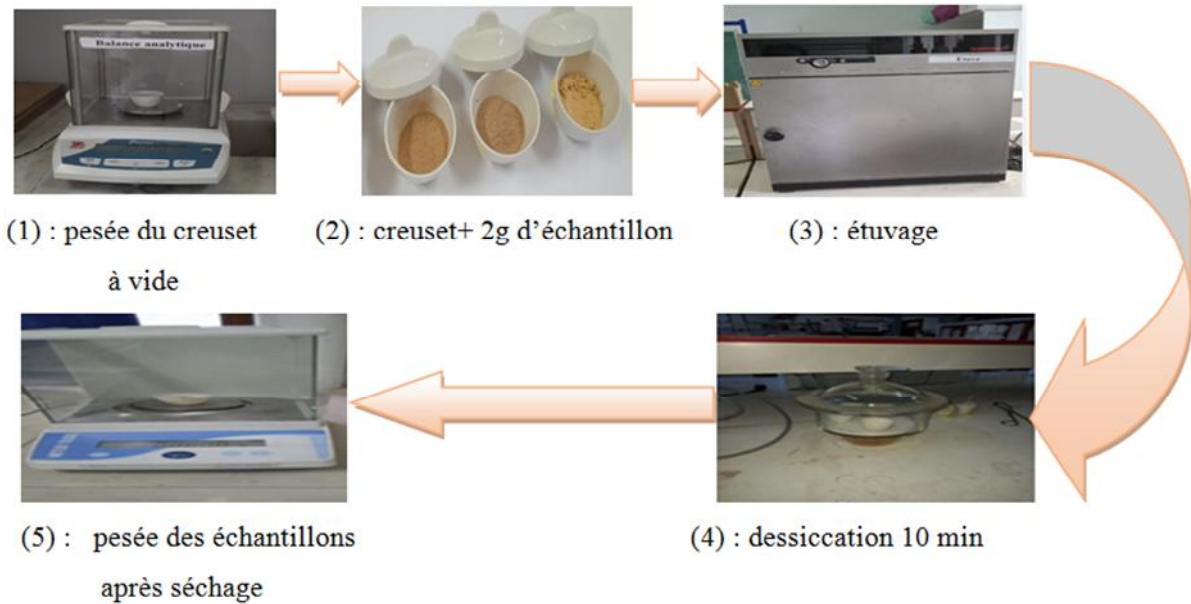 Balance analytique
Etuve
(1) : pesée du creuset
à vide
(2) : creuset+ 2g d’échantillon
(3) : étuvage
(4) : dessiccation 10 min
(5) : pesée des échantillons
après séchage